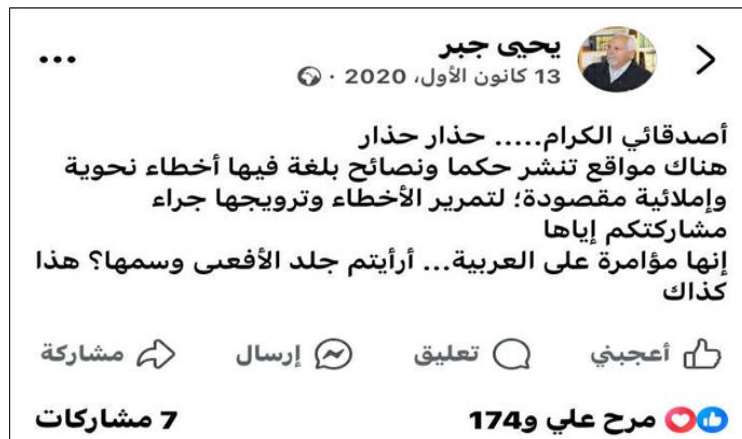 يحيى جبر
13 كانون الأول، 2020 ·
أصدقائي الكرام..... حذار حذار
هناك مواقع تنشر حكما ونصائح بلغة فيها أخطاء نحوية
وإملائية مقصودة؛ لتمرير الأخطاء وترويجها جراء
مشاركتكم إياها
إنها مؤامرة على العربية... أرأيتم جلد الأفعى وسمها؟ هذا
كذاك
أعجبني تعليق إرسال مشاركة
مرح علي و174 7 مشاركات